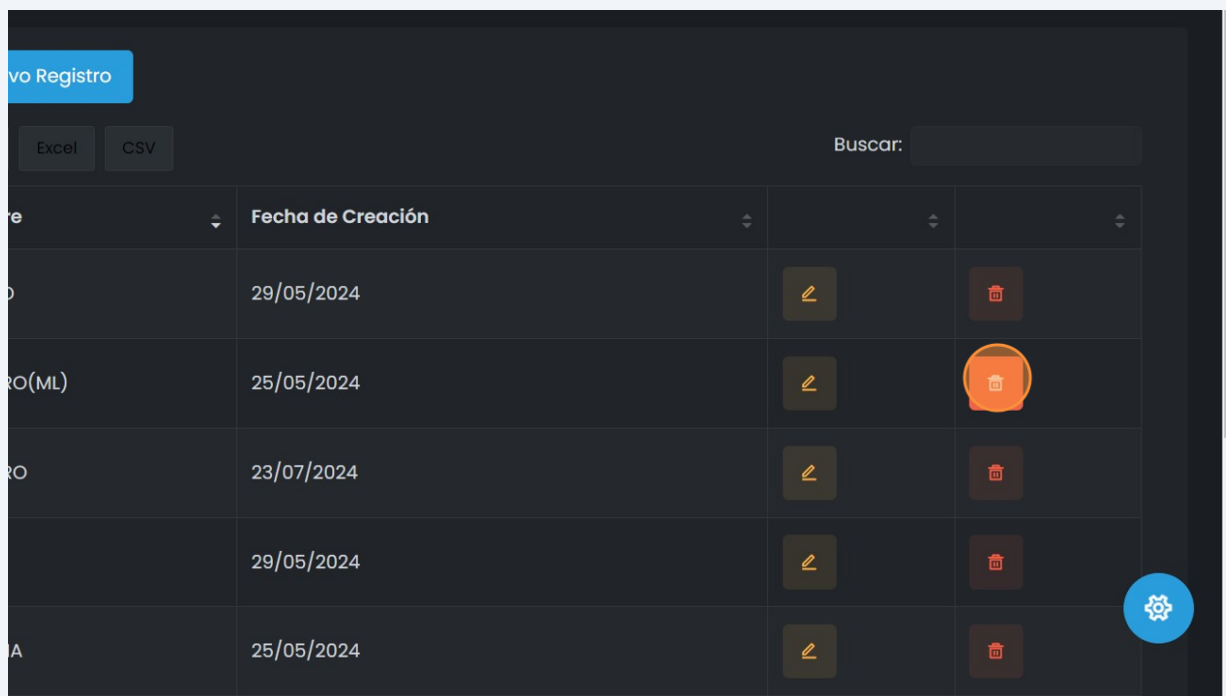 vo Registro
Excel CSV Buscar:
re Fecha de Creación
O 29/05/2024
RO(ML) 25/05/2024
RO 23/07/2024
29/05/2024
IA 25/05/2024